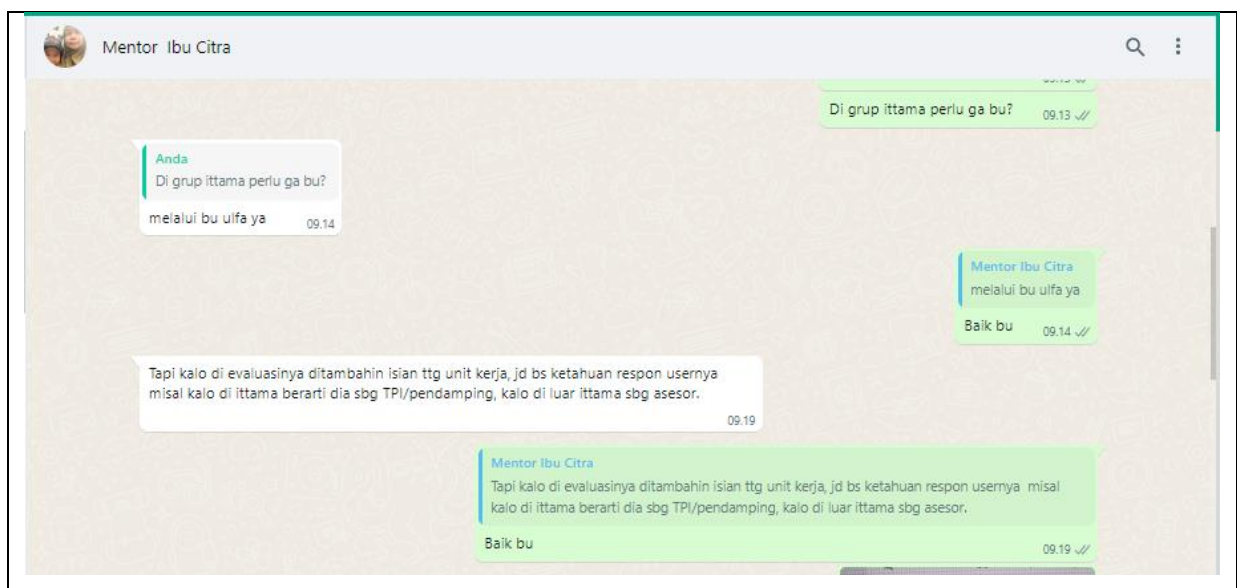 Mentor Ibu Citra
Di grup ittama perlu ga bu?
09.13
Anda
Di grup ittama perlu ga bu?
melalui bu ulfa ya
09.14
Mentor Ibu Citra
melalui bu ulfa ya
Baik bu
09.14
Tapi kalo di evaluasinya ditambahin isian ttg unit kerja, jd bs ketahuan respon usernya
misal kalo di ittama berarti dia sbg TPI/pendamping, kalo di luar ittama sbg asesor.
09.19
Mentor Ibu Citra
Tapi kalo di evaluasinya ditambahin isian ttg unit kerja, jd bs ketahuan respon usernya misal
kalo di ittama berarti dia sbg TPI/pendamping, kalo di luar ittama sbg asesor.
Baik bu
09.19